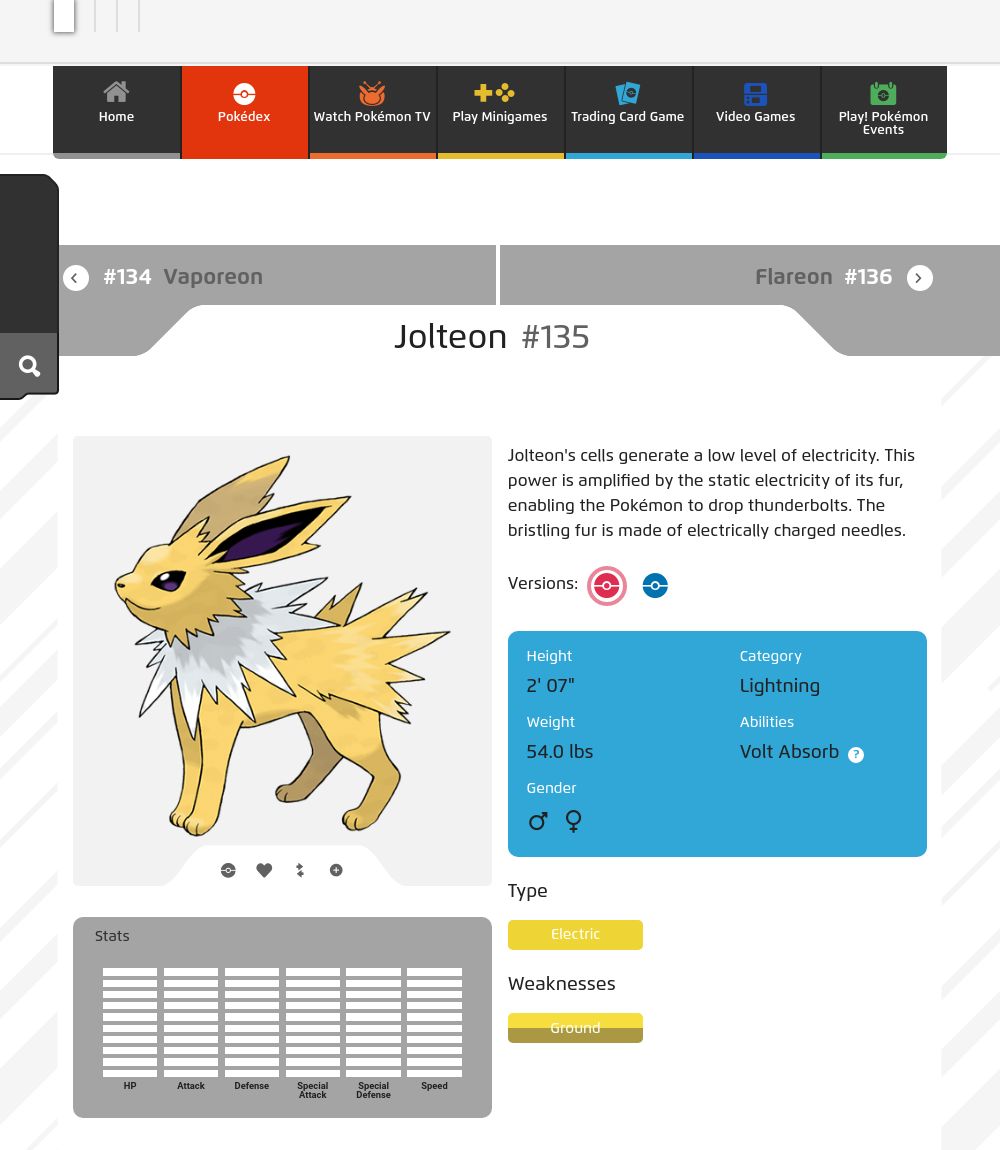 Home
Pokédex
Watch Pokémon TV
Play Minigames
Trading Card Game
Video Games
Play! Pokémon
Events
#134 Vaporeon
Flareon #136
Jolteon #135
Jolteon's cells generate a low level of electricity. This
power is amplified by the static electricity of its fur,
enabling the Pokémon to drop thunderbolts. The
bristling fur is made of electrically charged needles.
Versions:
Height
2' 07"
Weight
54.0 lbs
Gender
Category
Lightning
Abilities
Volt Absorb ?
Type
Electric
Weaknesses
Ground
Stats
HP
Attack
Defense
Special
Attack
Special
Defense
Speed